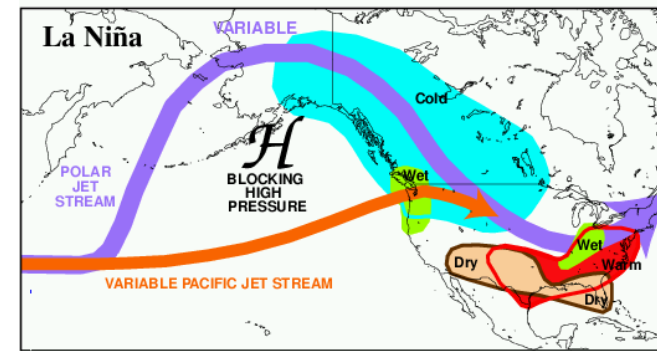 La Niña
VARIABLE
Cold
H
BLOCKING
HIGH
PRESSURE
Wet
POLAR
JET
STREAM
VARIABLE PACIFIC JET STREAM
Wet
Dry
Warm
Dry